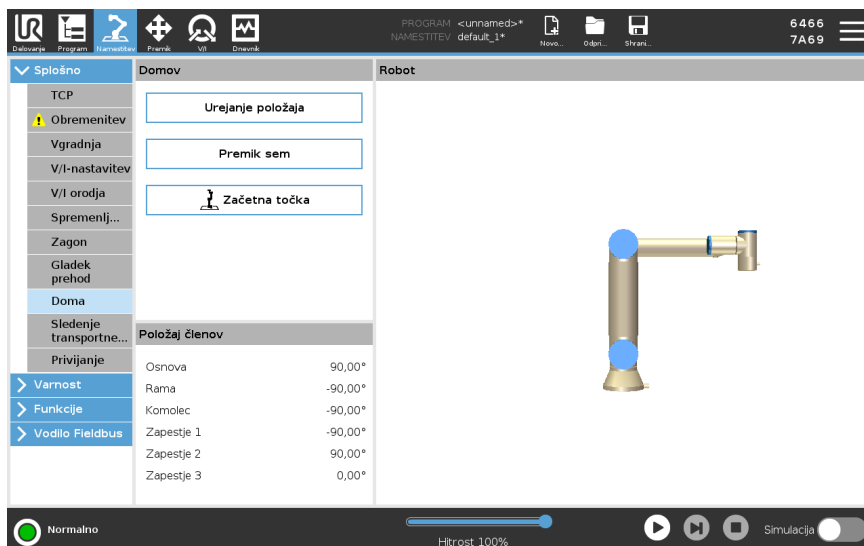 UR
PROGRAM <unnamed>*
NAMESTITEV default_1*
6466
7A69
Delovanje Program Namestitev Premik V/I Dnevnik
Novo... Odpri... Shrani...
Splošno
TCP
Obremenitev
Vgradnja
V/I-nastavitev
V/I orodja
Spremenlj...
Zagon
Gladek
prehod
Doma
Sledenje
transportne...
Privijanje
Varnost
Funkcije
Vodilo Fieldbus
Domov
Urejanje položaja
Premik sem
Začetna točka
Položaj členov
Osnova 90,00°
Rama -90,00°
Komolec -90,00°
Zapestje 1 -90,00°
Zapestje 2 90,00°
Zapestje 3 0,00°
Robot
Normalno
Hitrost 100%
Simulacija